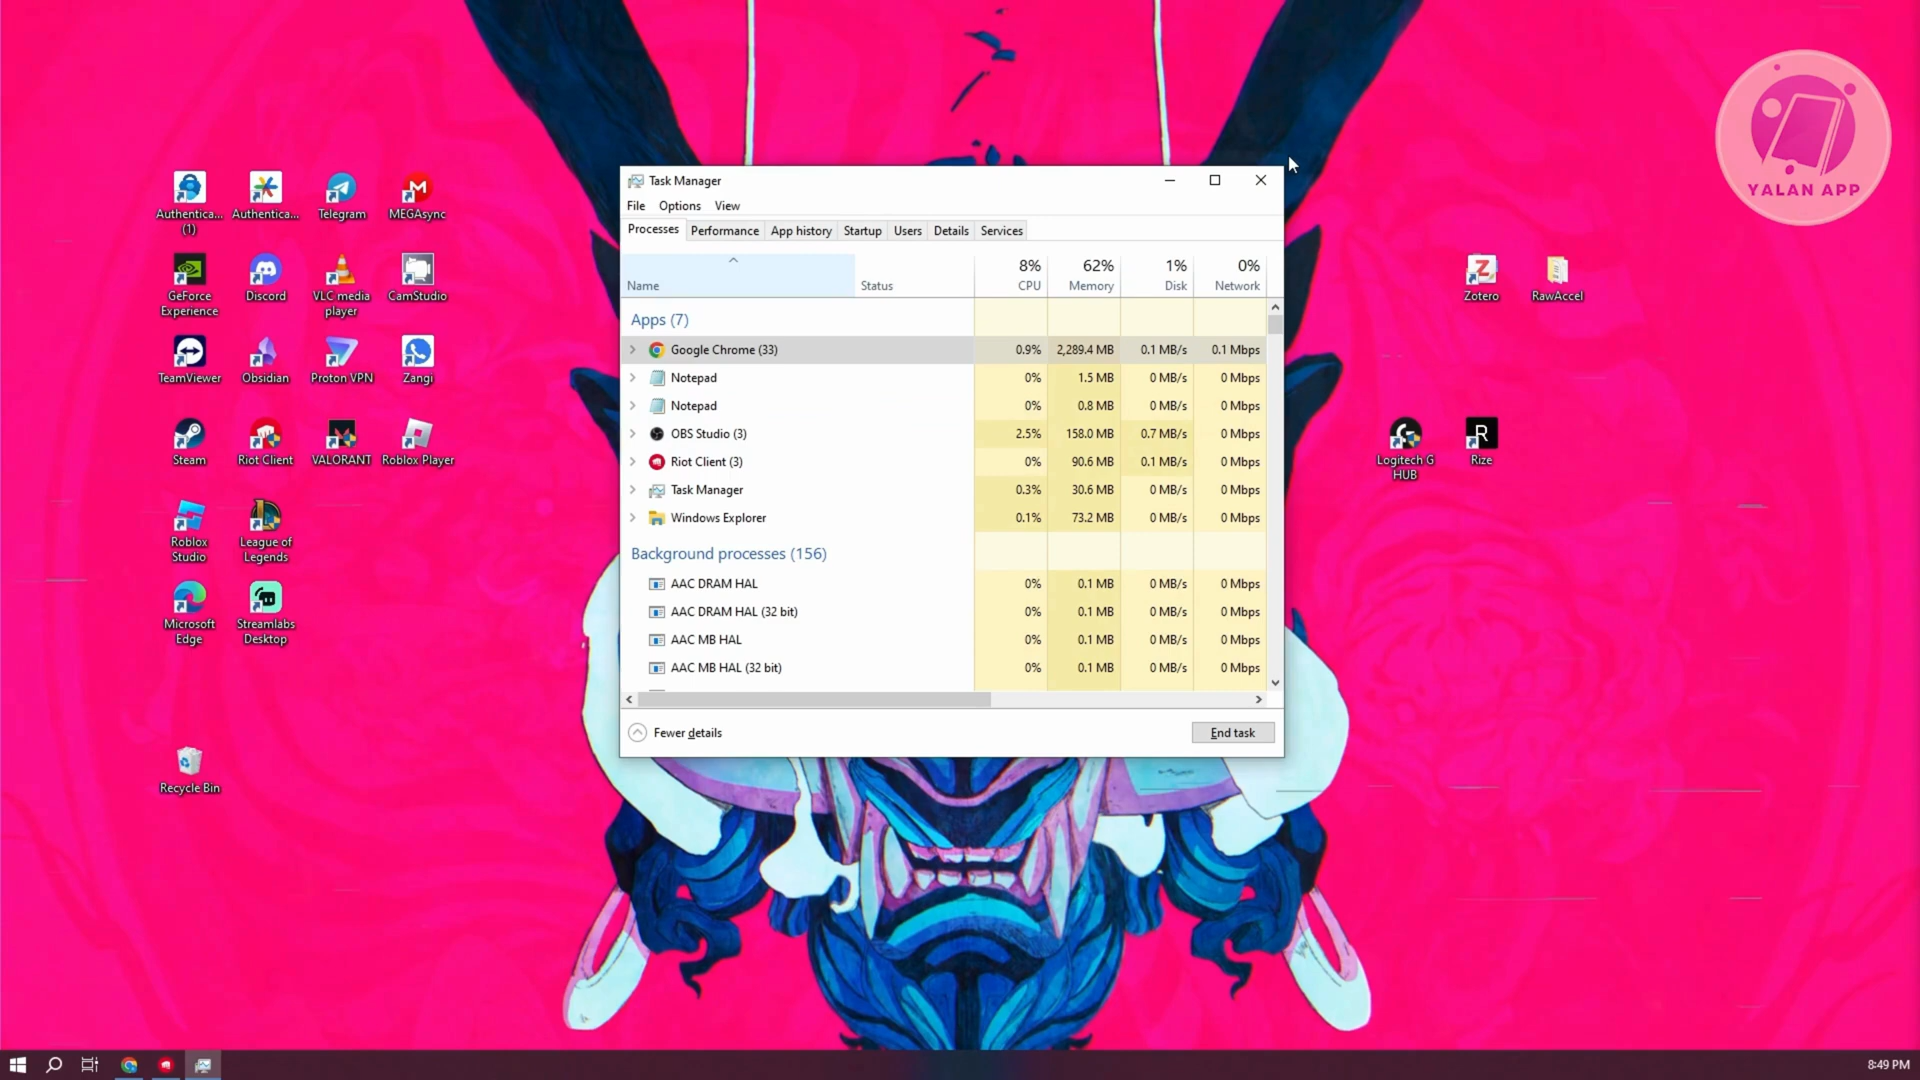 YALAN APP
Authentica...
(1)
Authentica...
Telegram
MEGAsync
GeForce
Experience
Discord
VLC media
player
CamStudio
TeamViewer
Obsidian
Proton VPN
Zangi
Steam
Riot Client
VALORANT
Roblox Player
Roblox
Studio
League of
Legends
Microsoft
Edge
Streamlabs
Desktop
Recycle Bin
Task Manager
File Options View
Processes Performance App history Startup Users Details Services
8% 62% 1% 0%
Name Status CPU Memory Disk Network
Apps (7)
Google Chrome (33) 0.9% 2,289.4 MB 0.1 MB/s 0.1 Mbps
Notepad 0% 1.5 MB 0 MB/s 0 Mbps
Notepad 0% 0.8 MB 0 MB/s 0 Mbps
OBS Studio (3) 2.5% 158.0 MB 0.7 MB/s 0 Mbps
Riot Client (3) 0% 90.6 MB 0.1 MB/s 0 Mbps
Task Manager 0.3% 30.6 MB 0 MB/s 0 Mbps
Windows Explorer 0.1% 73.2 MB 0 MB/s 0 Mbps
Background processes (156)
AAC DRAM HAL 0% 0.1 MB 0 MB/s 0 Mbps
AAC DRAM HAL (32 bit) 0% 0.1 MB 0 MB/s 0 Mbps
AAC MB HAL 0% 0.1 MB 0 MB/s 0 Mbps
AAC MB HAL (32 bit) 0% 0.1 MB 0 MB/s 0 Mbps
Fewer details
End task
Z
Zotero
RawAccel
Logitech G
HUB
R
Rize
8:49 PM